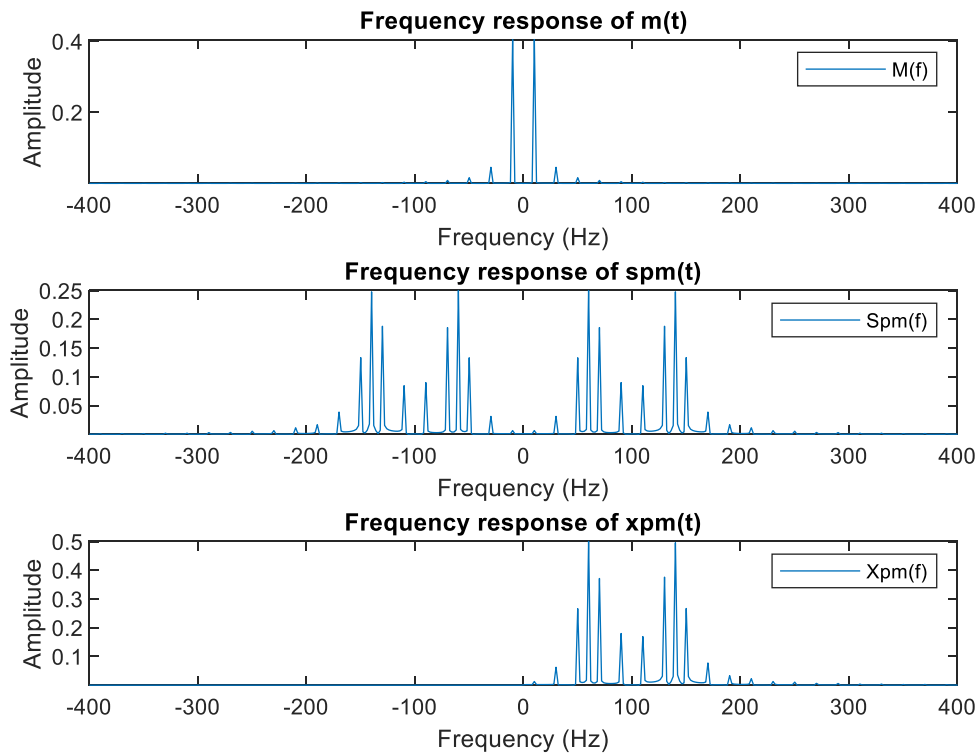 Frequency response of m(t)
0.4
0.2
Amplitude
M(f)
-400 -300 -200 -100 0 100 200 300 400
Frequency (Hz)
Frequency response of spm(t)
0.25
0.2
0.15
0.1
0.05
Amplitude
Spm(f)
-400 -300 -200 -100 0 100 200 300 400
Frequency (Hz)
Frequency response of xpm(t)
0.5
0.4
0.3
0.2
0.1
Amplitude
Xpm(f)
-400 -300 -200 -100 0 100 200 300 400
Frequency (Hz)